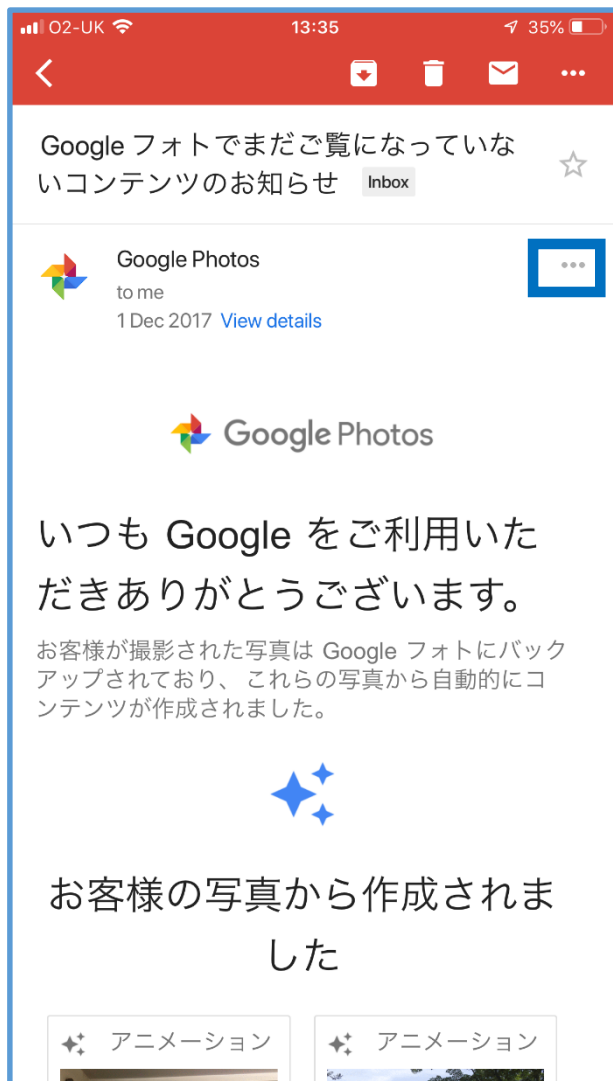 O2-UK 13:35 35%
Google フォトでまだご覧になっていな
いコンテンツのお知らせ Inbox
Google Photos
to me
1 Dec 2017 View details
Google Photos
いつも Google をご利用いた
だきありがとうございます。
お客様が撮影された写真は Google フォトにバック
アップされており、これらの写真から自動的にコ
ンテンツが作成されました。
お客様の写真から作成されま
した
アニメーション アニメーション